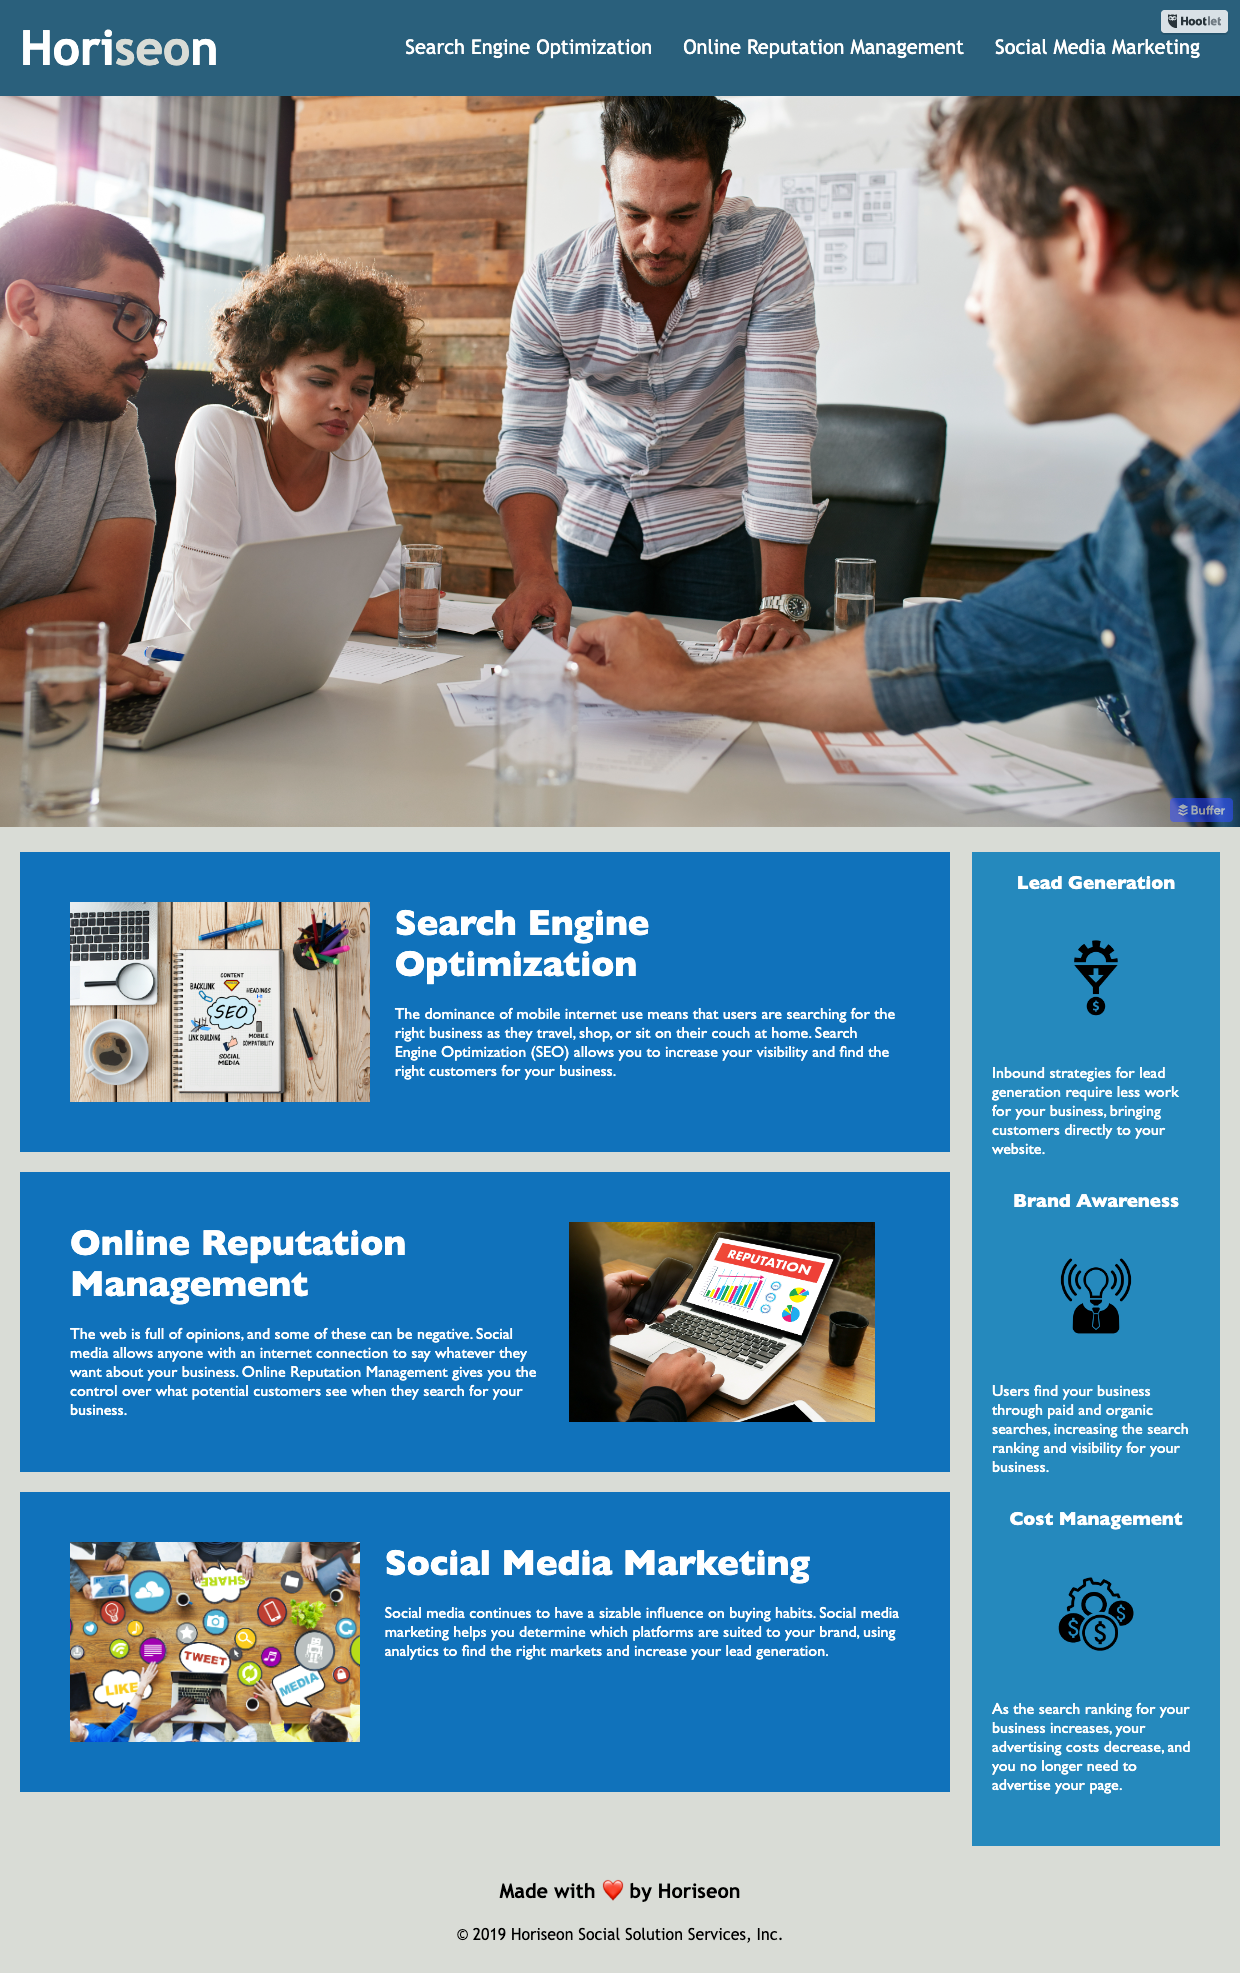 Hootlet
Horiseon
Search Engine Optimization
Online Reputation Management
Social Media Marketing
Buffer
CONTENT
BACKLINK
HEADINGS
SEO
LINK BUILDING
MOBILE
COMPATIBILITY
SOCIAL
MEDIA
Search Engine
Optimization
The dominance of mobile internet use means that users are searching for the
right business as they travel, shop, or sit on their couch at home. Search
Engine Optimization (SEO) allows you to increase your visibility and find the
right customers for your business.
Online Reputation
Management
The web is full of opinions, and some of these can be negative. Social
media allows anyone with an internet connection to say whatever they
want about your business. Online Reputation Management gives you the
control over what potential customers see when they search for your
business.
REPUTATION
SHARE
TWEET
LIKE
MEDIA
Social Media Marketing
Social media continues to have a sizable influence on buying habits. Social media
marketing helps you determine which platforms are suited to your brand, using
analytics to find the right markets and increase your lead generation.
Lead Generation
$
Inbound strategies for lead
generation require less work
for your business, bringing
customers directly to your
website.
Brand Awareness
Users find your business
through paid and organic
searches, increasing the search
ranking and visibility for your
business.
Cost Management
$ $ $
As the search ranking for your
business increases, your
advertising costs decrease, and
you no longer need to
advertise your page.
Made with ❤️ by Horiseon
© 2019 Horiseon Social Solution Services, Inc.